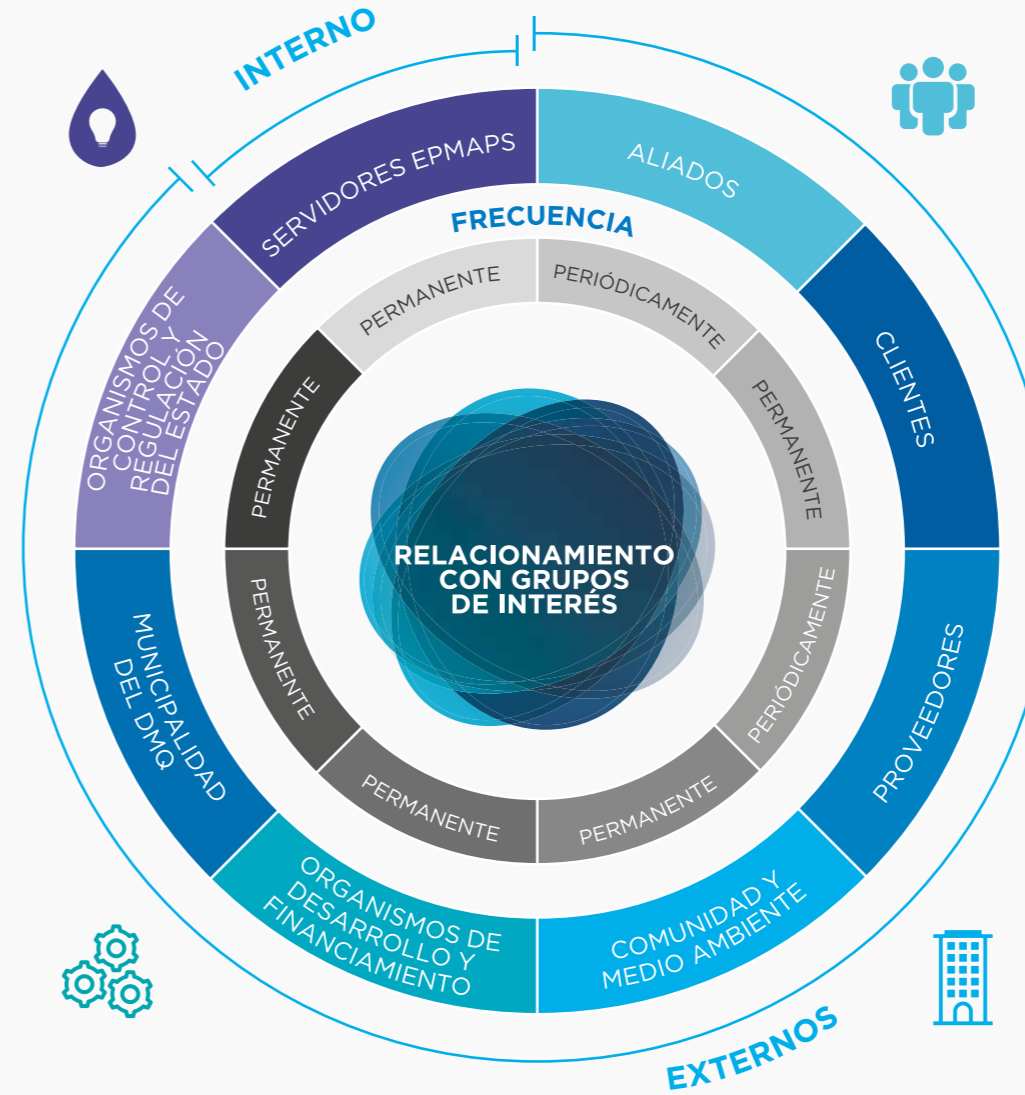 INTERNO
SERVIDORES EPMAPS
ALIADOS
CLIENTES
PROVEEDORES
COMUNIDAD Y
MEDIO AMBIENTE
ORGANISMOS DE
DESARROLLO Y
FINANCIAMIENTO
MUNICIPALIDAD
DEL DMQ
ORGANISMOS DE
CONTROL Y
REGULACIÓN
DEL ESTADO
FRECUENCIA
PERMANENTE
PERIÓDICAMENTE
PERMANENTE
PERIÓDICAMENTE
PERMANENTE
PERMANENTE
PERMANENTE
PERMANENTE
RELACIONAMIENTO
CON GRUPOS
DE INTERÉS
EXTERNOS